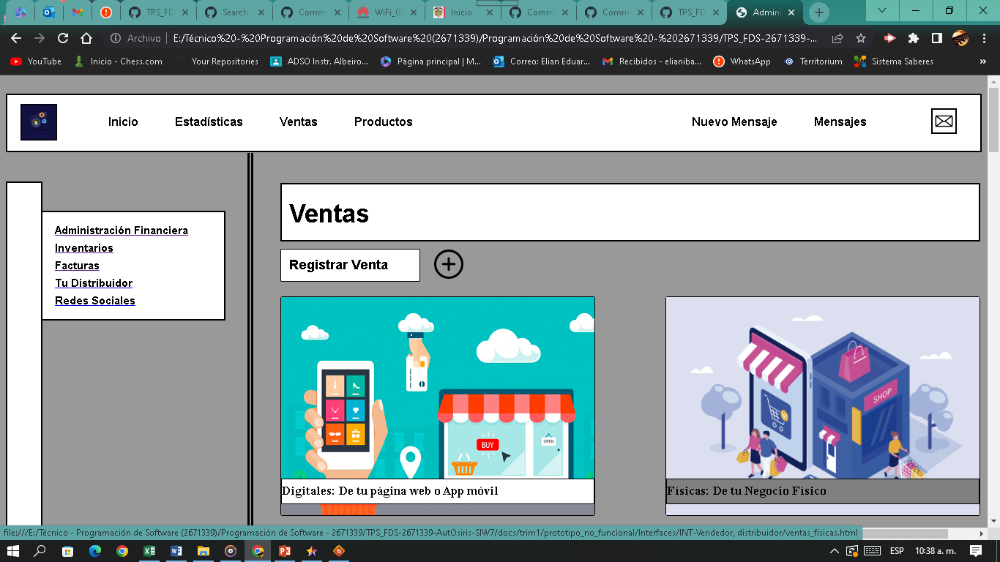 TPS_FD
Search
Commi
WiFi_Gr
Inicio
Commi
Commi
TPS_FD
Admini
Archivo
E:/Técnico%20-%20Programación%20de%20Software%20(2671339)/Programación%20de%20Software%20-%202671339/TPS_FDS-2671339-...
YouTube
Inicio - Chess.com
Your Repositories
ADSO Instr. Albeiro...
Página principal | M...
Correo: Elian Eduar...
Recibidos - elianiba...
WhatsApp
Territorium
Sistema Saberes
»
Inicio
Estadísticas
Ventas
Productos
Nuevo Mensaje
Mensajes
Administración Financiera
Inventarios
Facturas
Tu Distribuidor
Redes Sociales
Ventas
Registrar Venta
BUY
OPEN
Digitales: De tu página web o App móvil
SHOP
Físicas: De tu Negocio Físico
file:///E:/Técnico - Programación de Software (2671339)/Programación de Software - 2671339/TPS_FDS-2671339-AutOsiris-SIW7/docs/trim1/prototipo_no_funcional/Interfaces/INT-Vendedor, distribuidor/ventas_físicas.html
ESP
10:38 a. m.